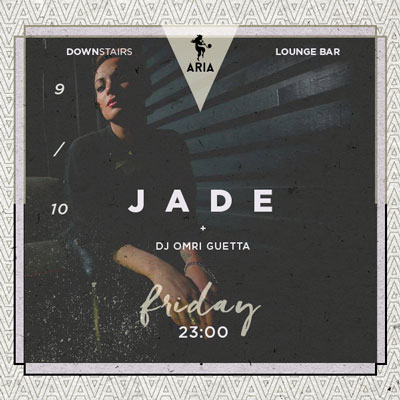 DOWNSTAIRS
ARIA
LOUNGE BAR
9
/
10
JADE
+
DJ OMRI GUETTA
friday
23:00